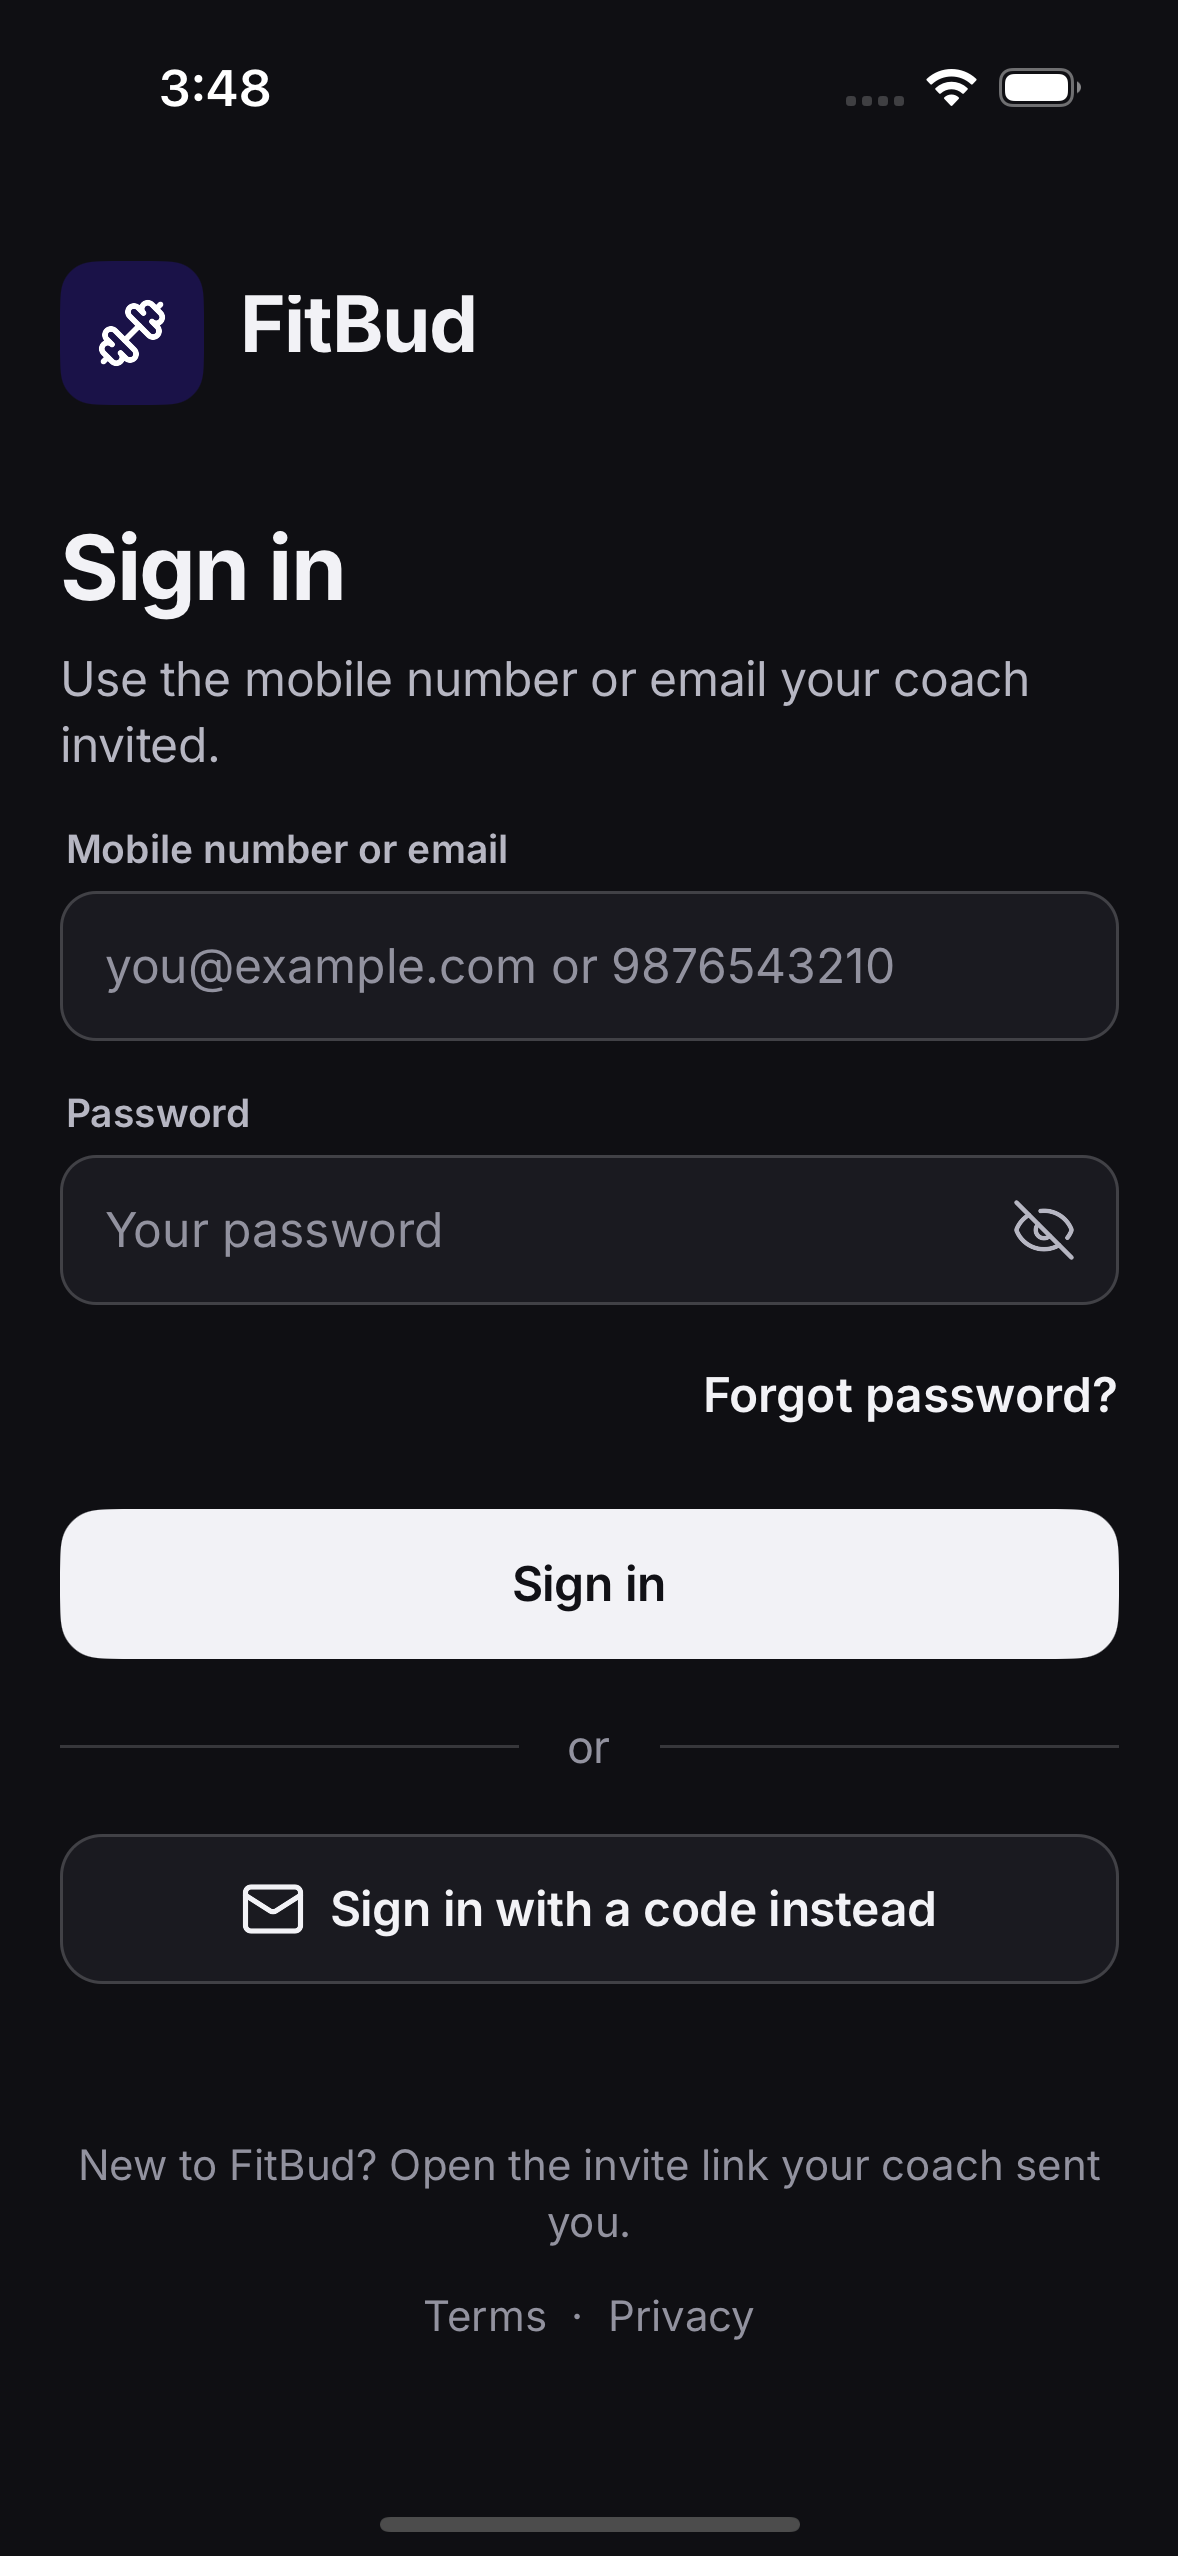 3:48
FitBud
Sign in
Use the mobile number or email your coach
invited.
Mobile number or email
you@example.com or 9876543210
Password
Your password
Forgot password?
Sign in
or
Sign in with a code instead
New to FitBud? Open the invite link your coach sent
you.
Terms · Privacy